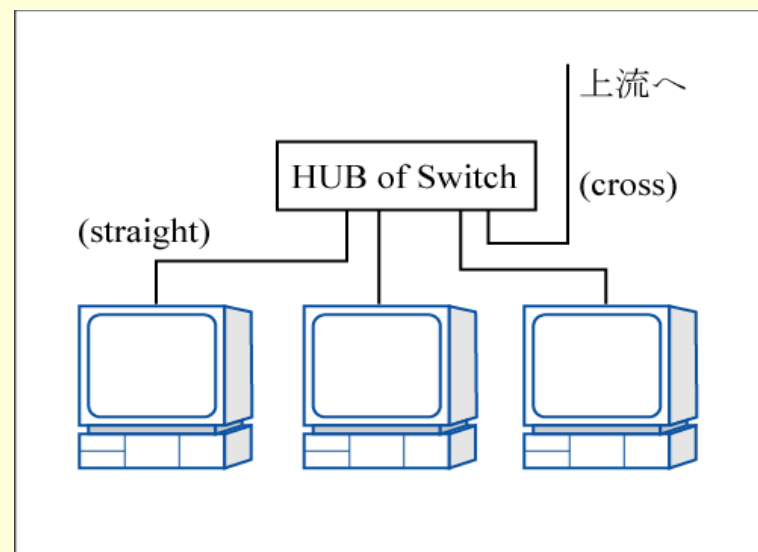 上流へ
HUB of Switch
(cross)
(straight)